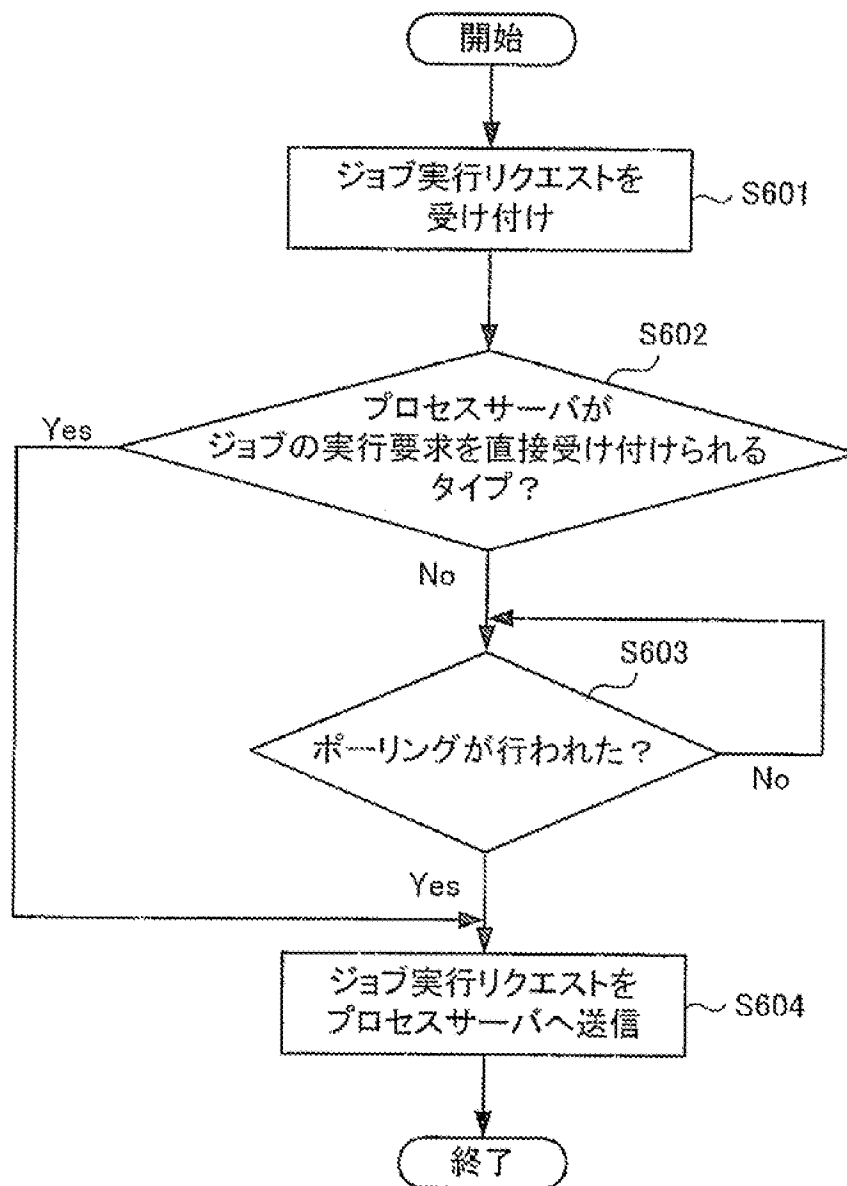 開始
ジョブ実行リクエストを
受け付け
S601
S602
プロセスサーバが
ジョブの実行要求を直接受け付けられる
タイプ？
Yes
No
S603
ポーリングが行われた？
No
Yes
ジョブ実行リクエストを
プロセスサーバへ送信
S604
終了